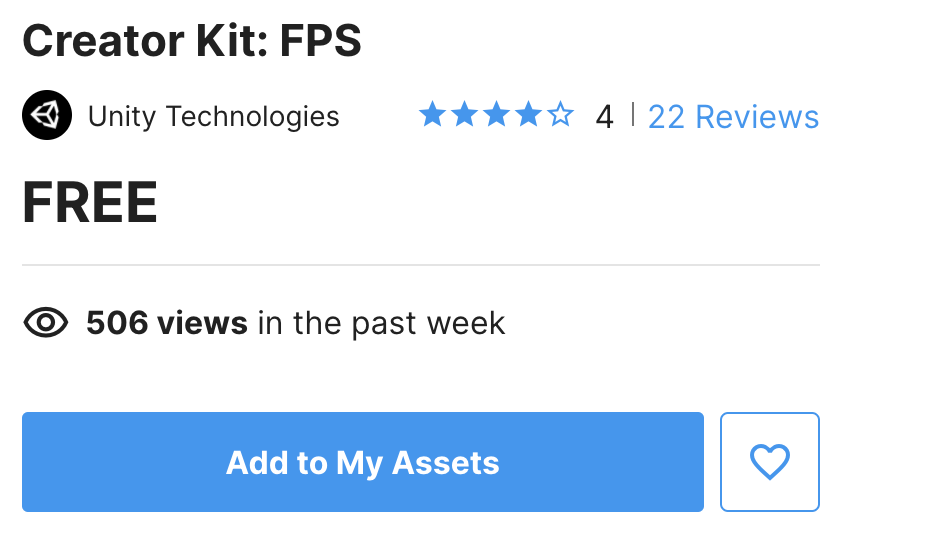 Creator Kit: FPS
Unity Technologies 4 | 22 Reviews
FREE
506 views in the past week
Add to My Assets